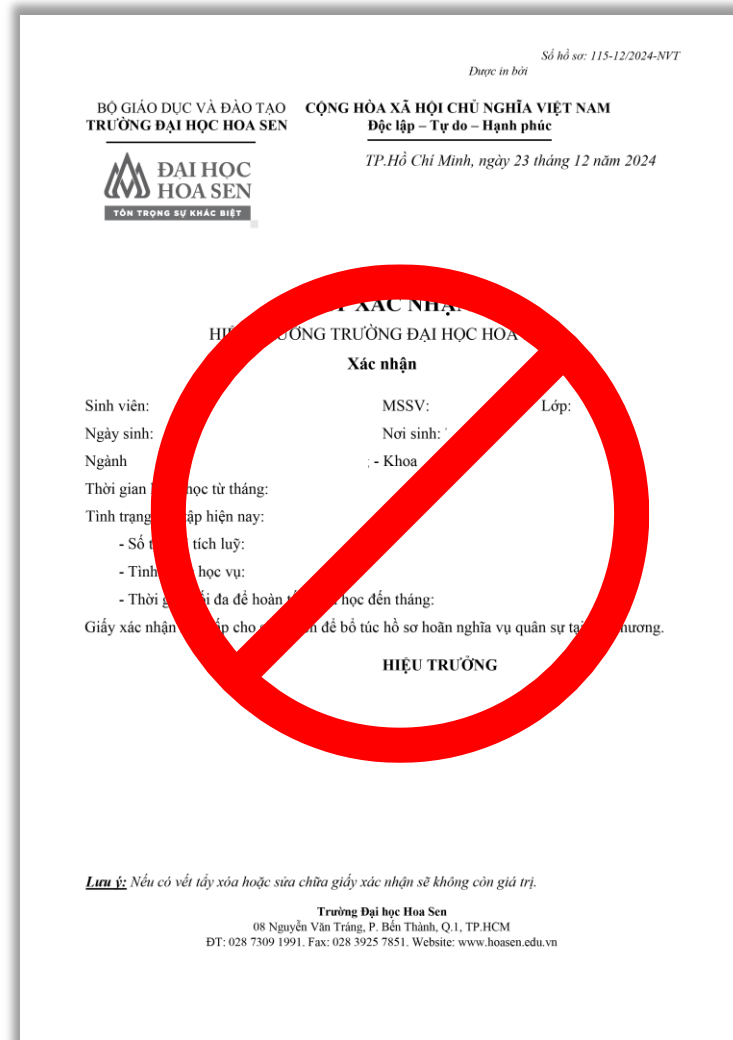 Số hồ sơ: 115-12/2024-NVT
Được in bởi
BỘ GIÁO DỤC VÀ ĐÀO TẠO
TRƯỜNG ĐẠI HỌC HOA SEN
CỘNG HÒA XÃ HỘI CHỦ NGHĨA VIỆT NAM
Độc lập – Tự do – Hạnh phúc
TP.Hồ Chí Minh, ngày 23 tháng 12 năm 2024
ĐẠI HỌC
HOA SEN
TÔN TRỌNG SỰ KHÁC BIỆT
XÁC NHẬN
TRƯỜNG ĐẠI HỌC HOA
Xác nhận
Sinh viên: MSSV: Lớp:
Ngày sinh: Nơi sinh:
Ngành - Khoa
Thời gian học từ tháng:
Tình trạng tập hiện nay:
- Số tích luỹ:
- Tình học vụ:
- Thời đa để hoàn học đến tháng:
Giấy xác nhận cho để bổ túc hồ sơ hoãn nghĩa vụ quân sự tại
HIỆU TRƯỞNG
Lưu ý: Nếu có vết tẩy xóa hoặc sửa chữa giấy xác nhận sẽ không còn giá trị.
Trường Đại học Hoa Sen
08 Nguyễn Văn Tráng, P. Bến Thành, Q.1, TP.HCM
ĐT: 028 7309 1991. Fax: 028 3925 7851. Website: www.hoasen.edu.vn